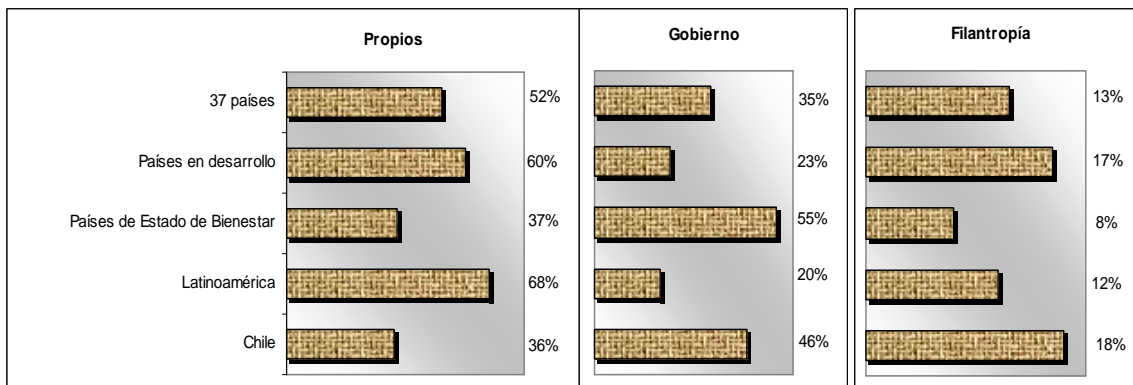 Propios Gobierno Filantropía
37 países 52% 35% 13%
Países en desarrollo 60% 23% 17%
Países de Estado de Bienestar 37% 55% 8%
Latinoamérica 68% 20% 12%
Chile 36% 46% 18%